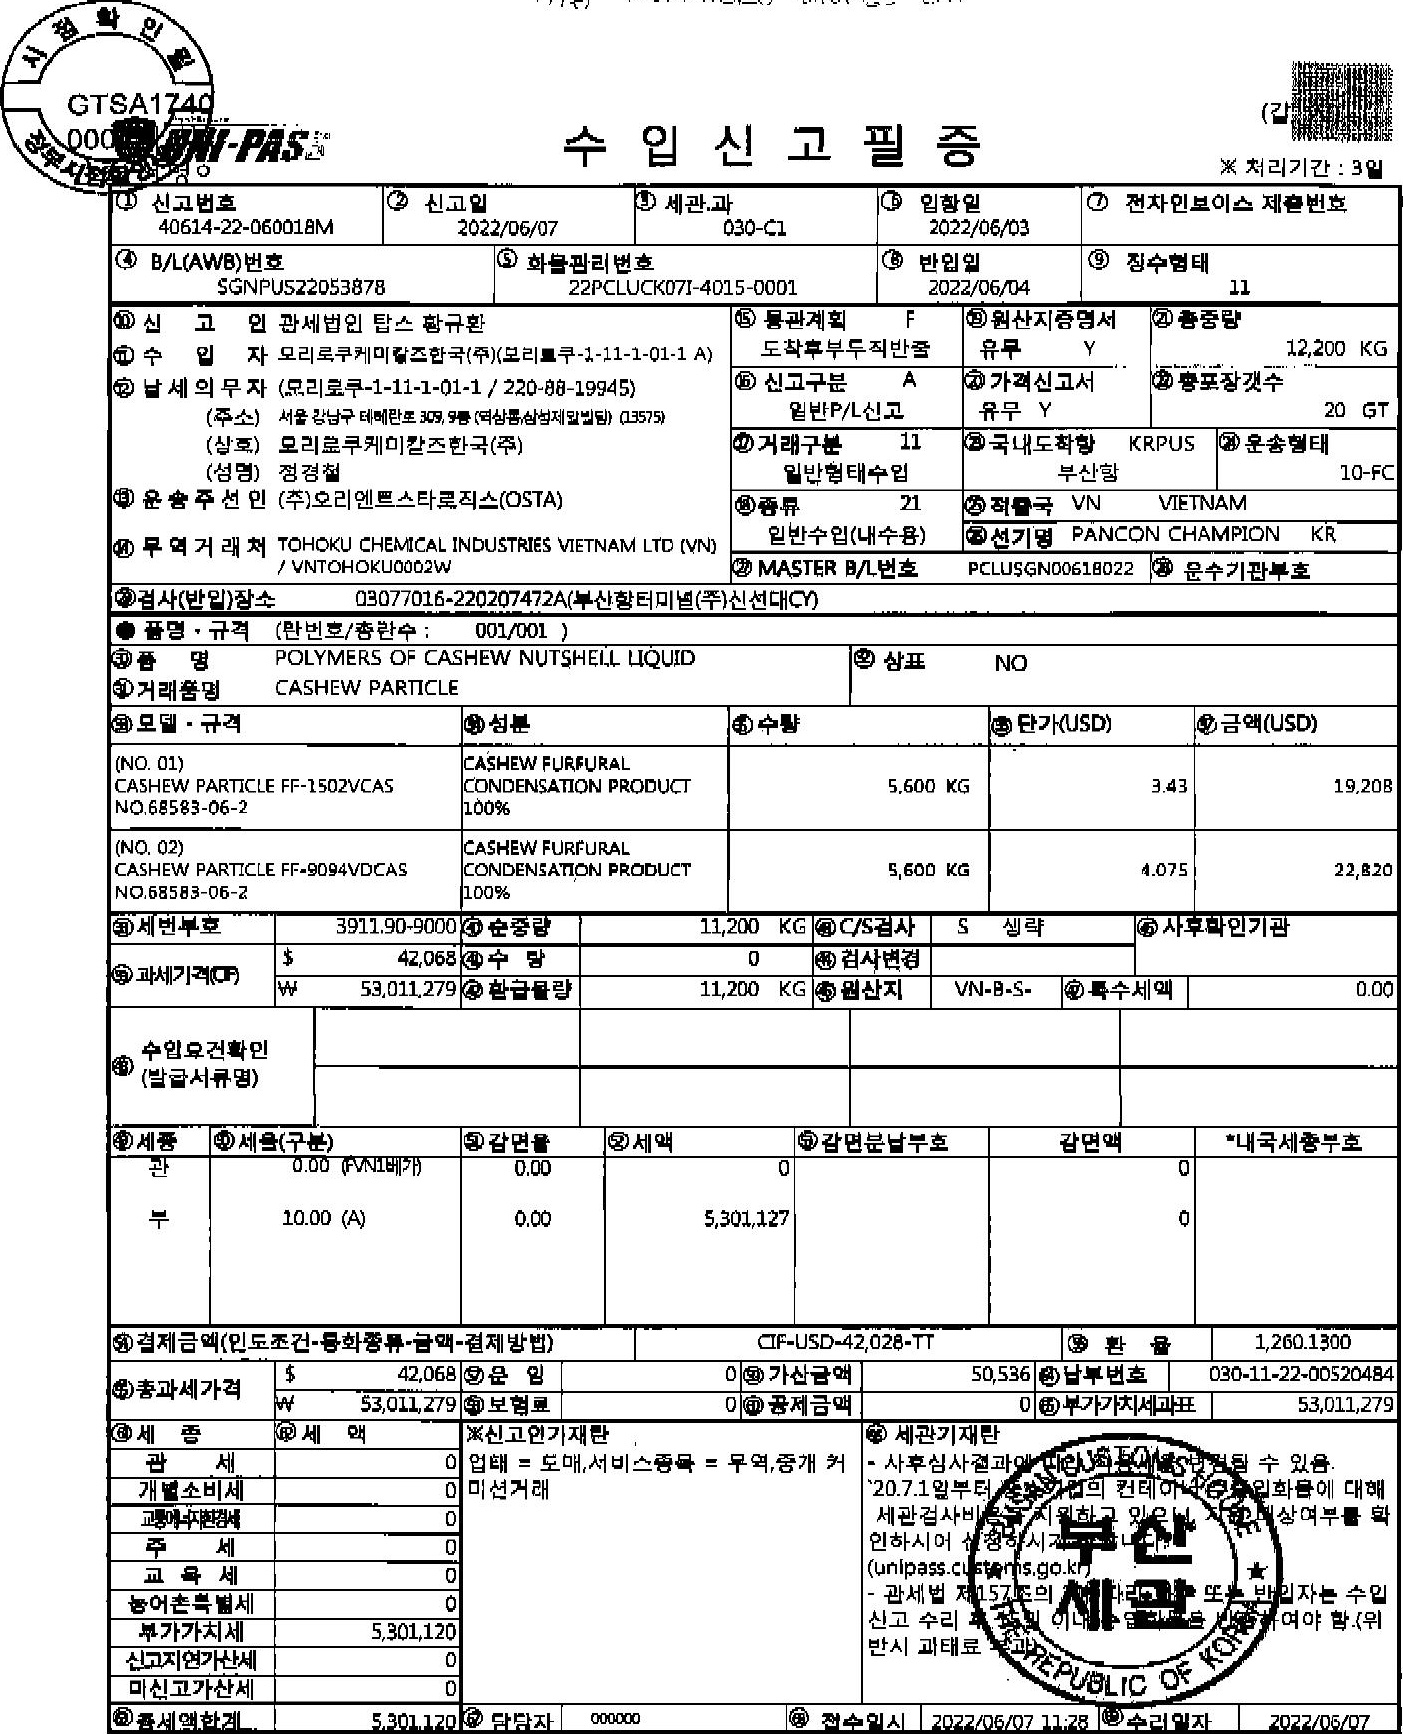 시점확인필
GTSA1740
000
UNI-PASS
수 입 신 고 필 증
(갑
※ 처리기간 : 3일
① 신고번호 ② 신고일 ③ 세관.과 ⑥ 입항일 ⑦ 전자인보이스 제출번호
40614-22-060018M 2022/06/07 030-C1 2022/06/03
④ B/L(AWB)번호 ⑤ 화물관리번호 ⑧ 반입일 ⑨ 징수형태
SGNPUS22053878 22PCLUCK07I-4015-0001 2022/06/04 11
⑩ 신 고 인 관세법인 탑스 황규환
⑪ 수 입 자 모리로쿠케미칼즈한국(주)(모리로쿠-1-11-1-01-1 A)
⑫ 납세의무자 (모리로쿠-1-11-1-01-1 / 220-88-19945)
(주소) 서울 강남구 테헤란로 309, 9층 (역삼동,삼성제일빌딩) (13575)
(상호) 모리로쿠케미칼즈한국(주)
(성명) 정경철
⑬ 운송주선인 (주)오리엔트스타로직스(OSTA)
⑭ 무역거래처 TOHOKU CHEMICAL INDUSTRIES VIETNAM LTD (VN)
/ VNTOHOKU0002W
⑮ 통관계획 F
도착후부두직반출
⑯ 신고구분 A
일반P/L신고
⑰ 거래구분 11
일반형태수입
⑱ 종류 21
일반수입(내수용)
⑲ 원산지증명서
유무 Y
⑳ 가격신고서
유무 Y
㉑ 총중량
12,200 KG
㉒ 총포장갯수
20 GT
㉓ 국내도착항 KRPUS
부산항
㉔ 운송형태
10-FC
㉕ 적출국 VN VIETNAM
㉖ 선기명 PANCON CHAMPION KR
㉗ MASTER B/L번호 PCLUSGN00618022 ㉘ 운수기관부호
㉙ 검사(반입)장소 03077016-220207472A(부산항터미널(주)신선대CY)
● 품명 · 규격 (란번호/총란수 : 001/001 )
㉚ 품 명 POLYMERS OF CASHEW NUTSHELL LIQUID ㉜ 상표 NO
㉛ 거래품명 CASHEW PARTICLE
㉝ 모델 · 규격 ㉞ 성분 ㉟ 수량 ㊱ 단가(USD) ㊲ 금액(USD)
(NO. 01)
CASHEW PARTICLE FF-1502VCAS
NO.68583-06-2
CASHEW FURFURAL
CONDENSATION PRODUCT
100%
5,600 KG 3.43 19,208
(NO. 02)
CASHEW PARTICLE FF-9094VDCAS
NO.68583-06-2
CASHEW FURFURAL
CONDENSATION PRODUCT
100%
5,600 KG 4.075 22,820
㊳ 세번부호 3911.90-9000 ㊵ 순중량 11,200 KG ㊸ C/S검사 S 생략 ㊻ 사후확인기관
㊴ 과세가격(CIF) $ 42,068 ㊶ 수 량 0 ㊹ 검사변경
₩ 53,011,279 ㊷ 환급물량 11,200 KG ㊺ 원산지 VN-B-S- ㊼ 특수세액 0.00
㊽ 수입요건확인
(발급서류명)
㊾ 세종 ㊿ 세율(구분) 감면율 세액 감면분납부호 감면액 *내국세종부호
관 0.00 (FVN1배가) 0.00 0 0
부 10.00 (A) 0.00 5,301,127 0
결제금액(인도조건-통화종류-금액-결제방법) CIF-USD-42,028-TT 환 율 1,260.1300
총과세가격 $ 42,068 운 임 0 가산금액 50,536 납부번호 030-11-22-00520484
₩ 53,011,279 보험료 0 공제금액 0 부가가치세과표 53,011,279
세 종 세 액
관 세 0
개별소비세 0
교통에너지환경세 0
주 세 0
교 육 세 0
농어촌특별세 0
부가가치세 5,301,120
신고지연가산세 0
미신고가산세 0
총세액합계 5,301,120
※신고인기재란
업태 = 도매,서비스종목 = 무역,중개 커
미션거래
세관기재란
- 사후심사결과에 따라 변경될 수 있음.
`20.7.1일부터 컨테이너 수입화물에 대해
세관검사비용을 지원하고 있으니, 지원대상여부를 확
인하시어 신청하시기 바랍니다.
(unipass.customs.go.kr)
- 관세법 제157조의 또는 반입자는 수입
신고 수리 후 15일 이내 하여야 함.(위
반시 과태료 부과)
BUSAN CUSTOMS HOUSE
부산
세관
THE REPUBLIC OF KOREA
담당자 000000 접수일시 2022/06/07 11:28 수리일자 2022/06/07